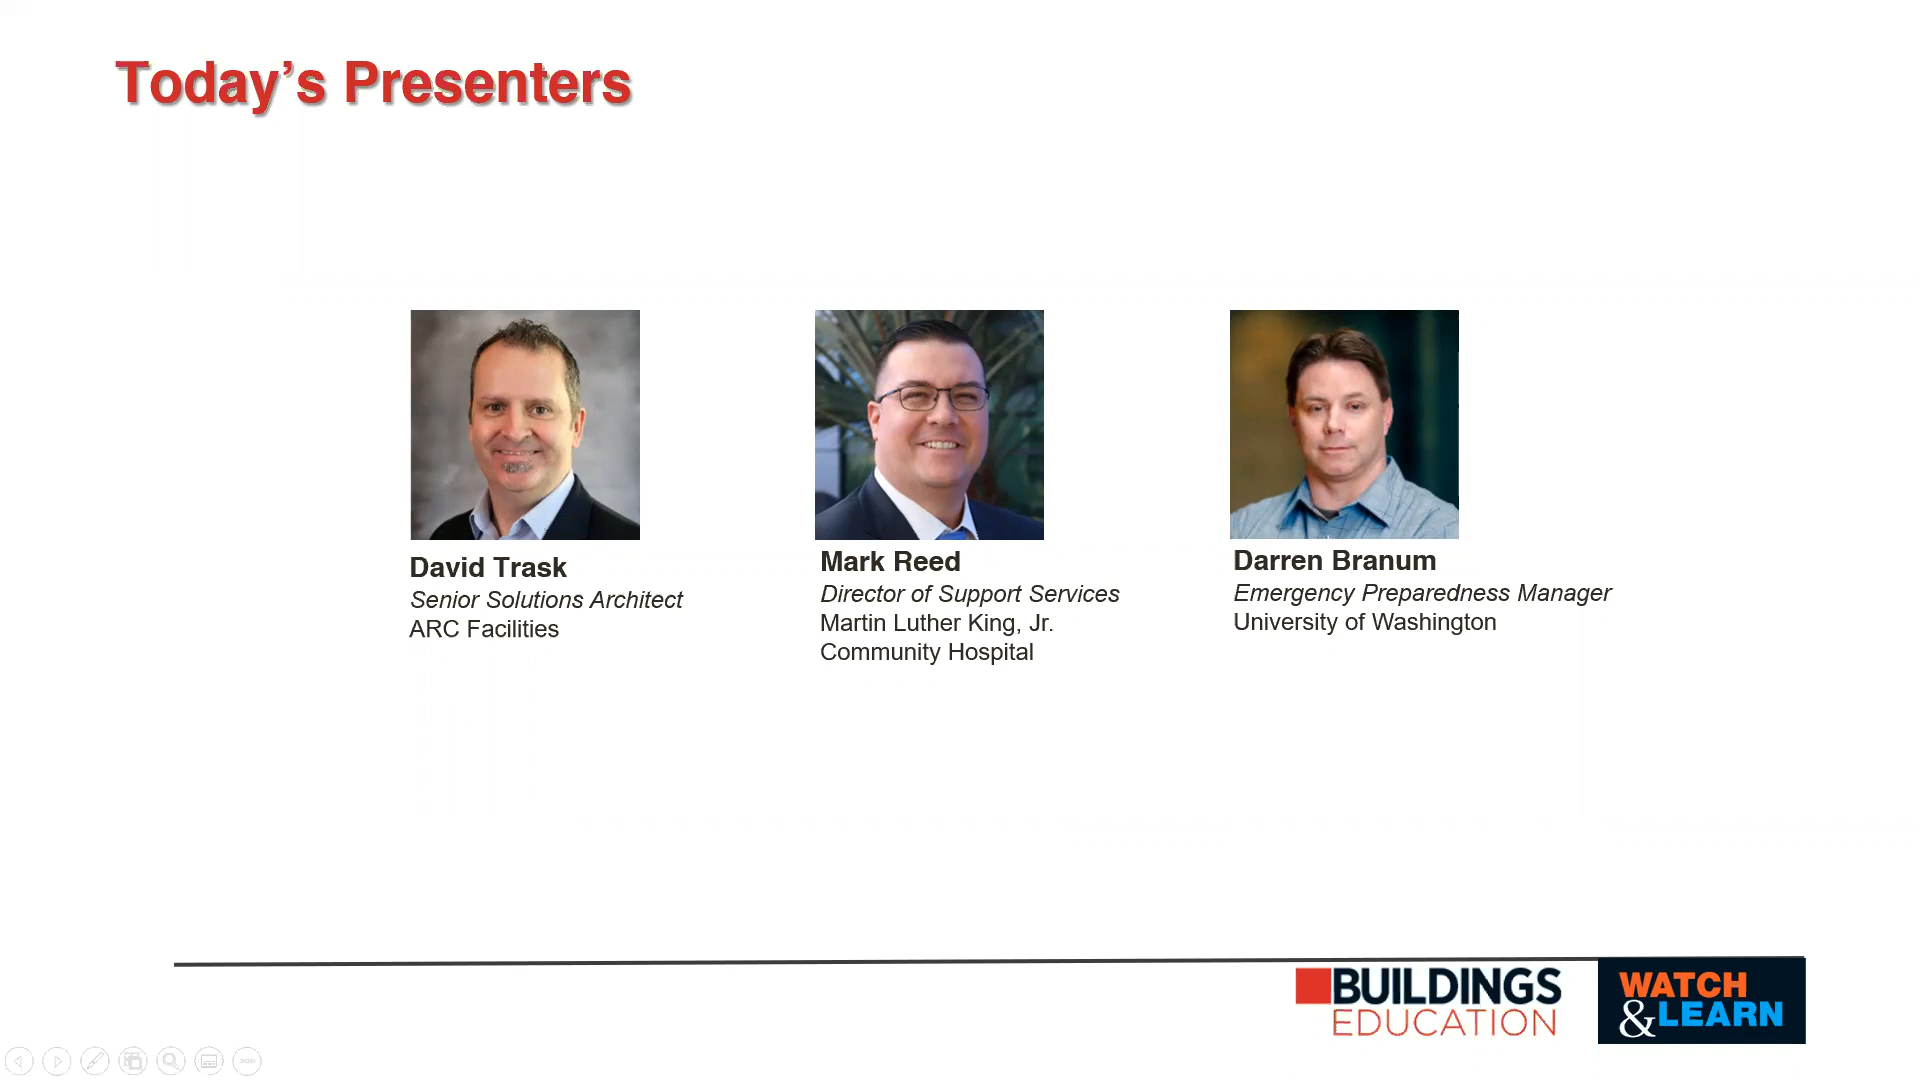 Today’s Presenters
David Trask
Senior Solutions Architect
ARC Facilities
Mark Reed
Director of Support Services
Martin Luther King, Jr.
Community Hospital
Darren Branum
Emergency Preparedness Manager
University of Washington
BUILDINGS
EDUCATION
WATCH
&LEARN